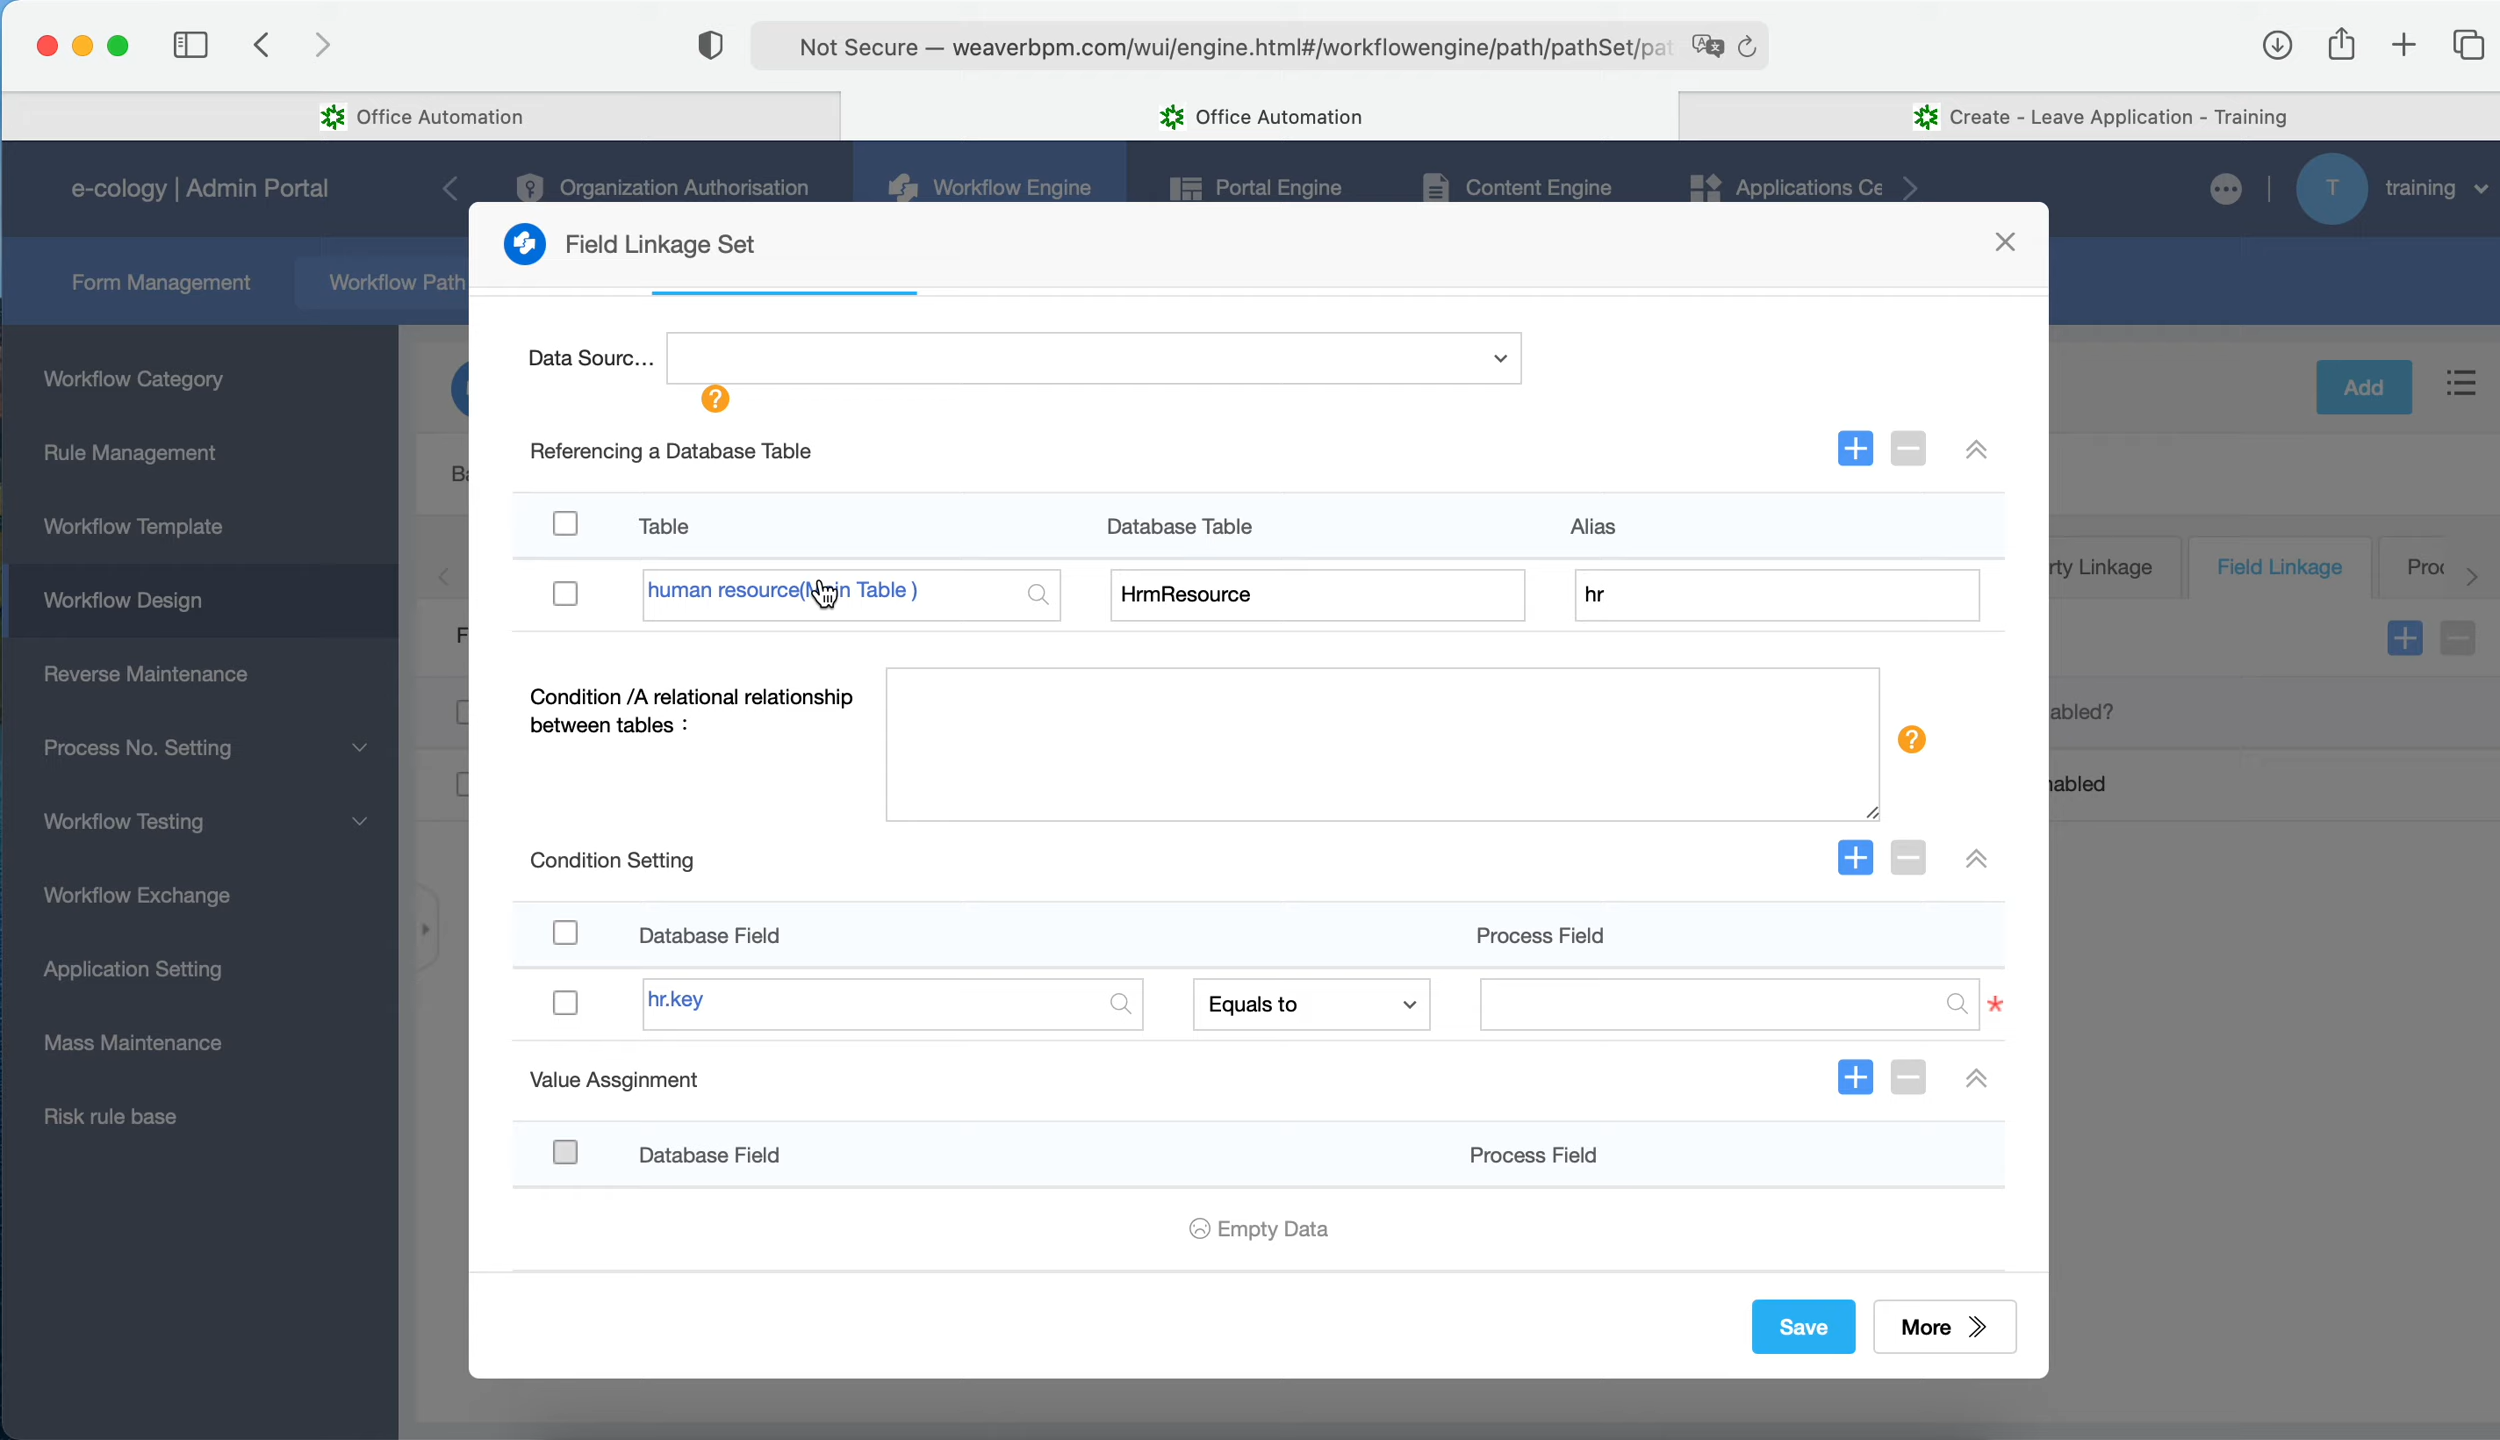 Not Secure — weaverbpm.com/wui/engine.html#/workflowengine/path/pathSet/pat
Office Automation
Office Automation
Create - Leave Application - Training
e-cology | Admin Portal
Organization Authorisation
Workflow Engine
Portal Engine
Content Engine
Applications Ce
T
training
Field Linkage Set
Form Management
Workflow Path
Data Sourc...
?
Workflow Category
Rule Management
Workflow Template
Workflow Design
Reverse Maintenance
Process No. Setting
Workflow Testing
Workflow Exchange
Application Setting
Mass Maintenance
Risk rule base
Add
Referencing a Database Table
Table
Database Table
Alias
rty Linkage
Field Linkage
HrmResource
hr
Condition /A relational relationship
between tables :
?
abled?
abled
Condition Setting
Database Field
Process Field
hr.key
Equals to
*
Value Assginment
Database Field
Process Field
Empty Data
Save
More